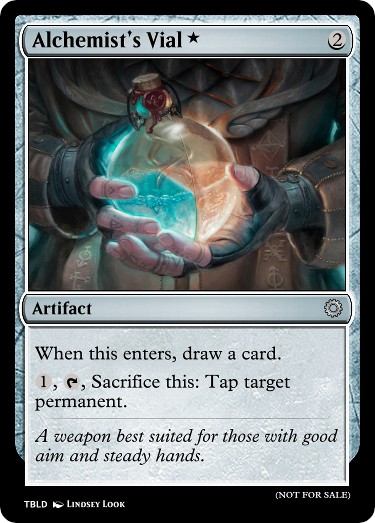 Alchemist's Vial ★ 2
Artifact
When this enters, draw a card.
1, T, Sacrifice this: Tap target
permanent.
A weapon best suited for those with good
aim and steady hands.
TBLD Lindsey Look
(NOT FOR SALE)